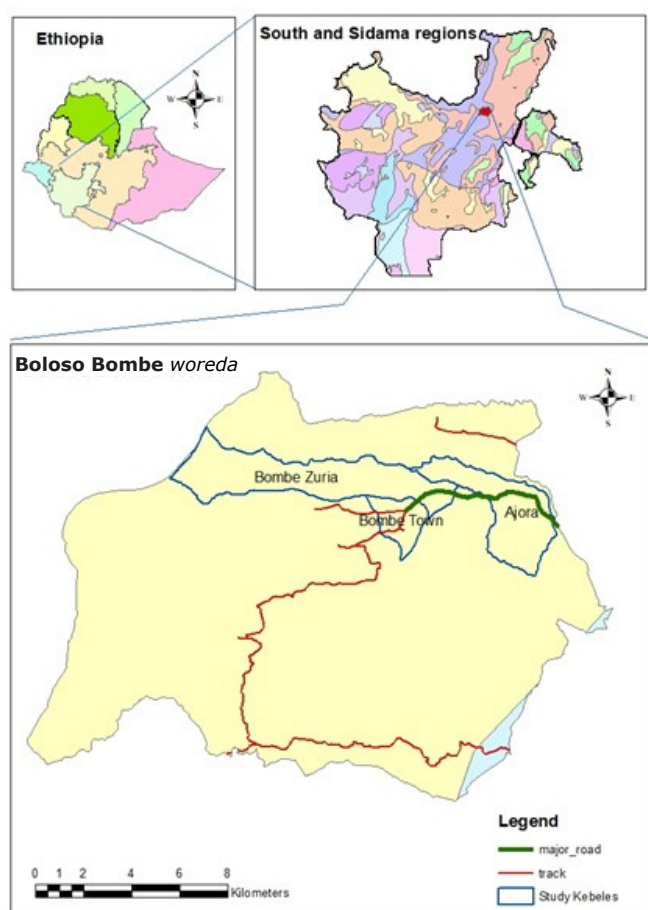 Ethiopia
N
W E
S
South and Sidama regions
N
W E
S
Boloso Bombe woreda
N
W E
S
Bombe Zuria
Bombe Town
Ajora
Legend
major_road
track
Study Kebeles
0 1 2 4 6 8
Kilometers